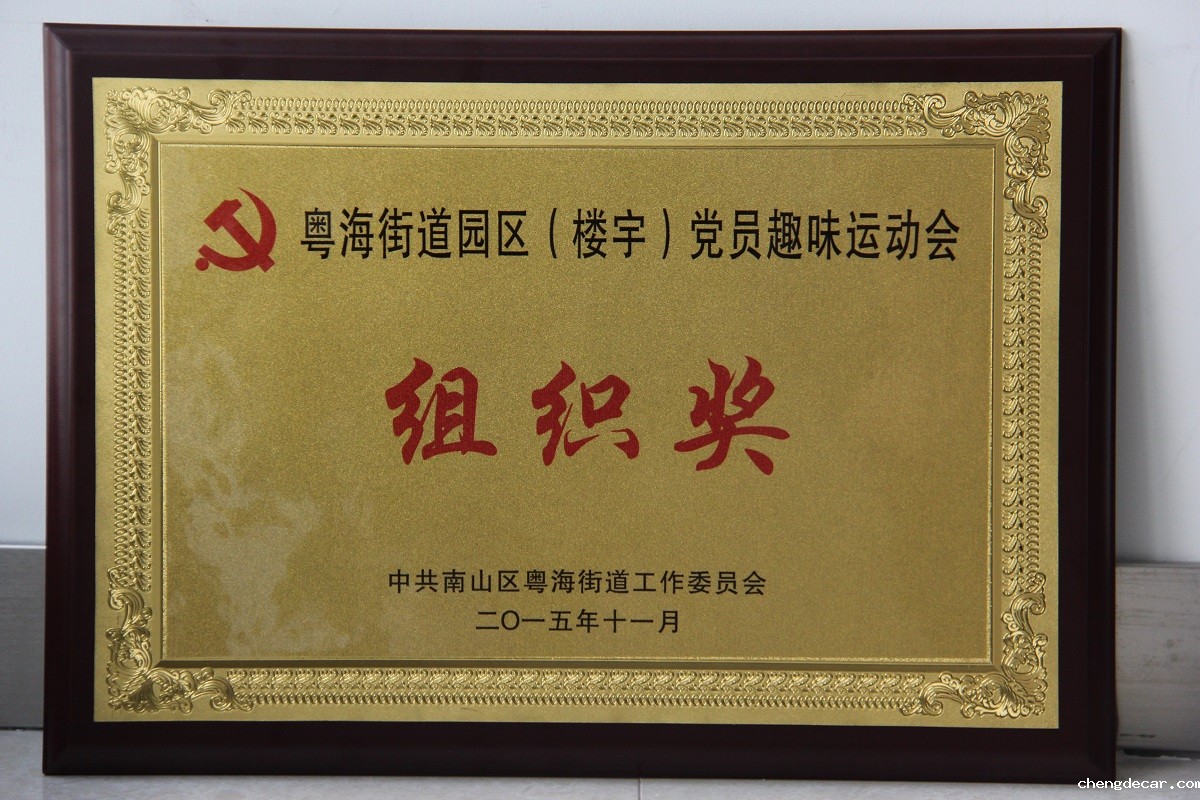 粤海街道园区（楼宇）党员趣味运动会
组织奖
中共南山区粤海街道工作委员会
二〇一五年十一月
chengdecar.com